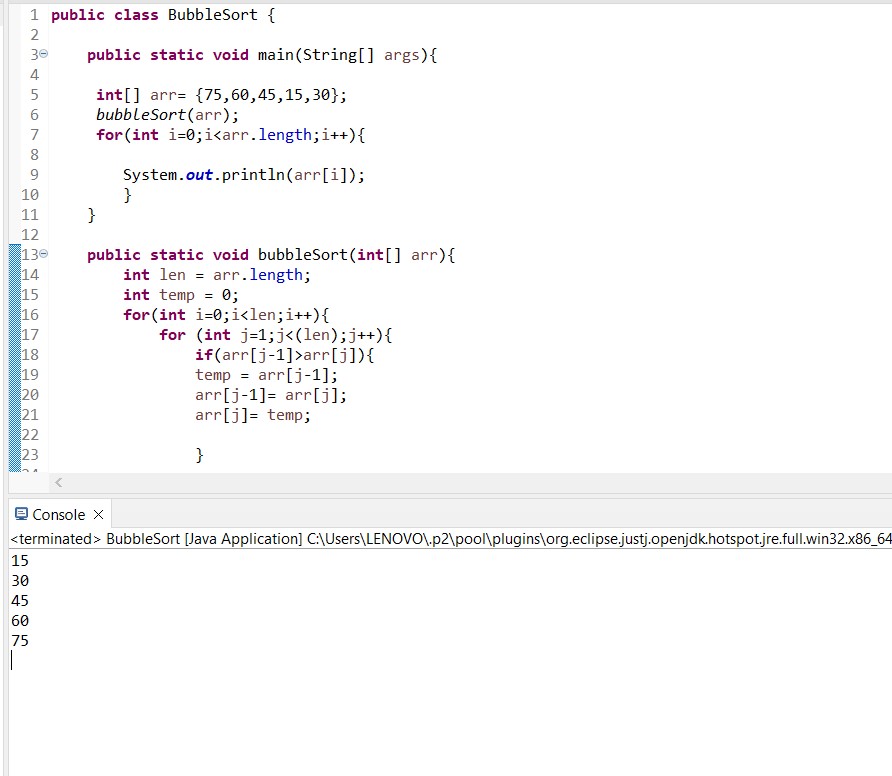 1 public class BubbleSort {
2
3 public static void main(String[] args){
4
5 int[] arr= {75,60,45,15,30};
6 bubbleSort(arr);
7 for(int i=0;i<arr.length;i++){
8
9 System.out.println(arr[i]);
10 }
11 }
12
13 public static void bubbleSort(int[] arr){
14 int len = arr.length;
15 int temp = 0;
16 for(int i=0;i<len;i++){
17 for (int j=1;j<(len);j++){
18 if(arr[j-1]>arr[j]){
19 temp = arr[j-1];
20 arr[j-1]= arr[j];
21 arr[j]= temp;
22
23 }
Console
<terminated> BubbleSort [Java Application] C:\Users\LENOVO\.p2\pool\plugins\org.eclipse.justj.openjdk.hotspot.jre.full.win32.x86_64
15
30
45
60
75